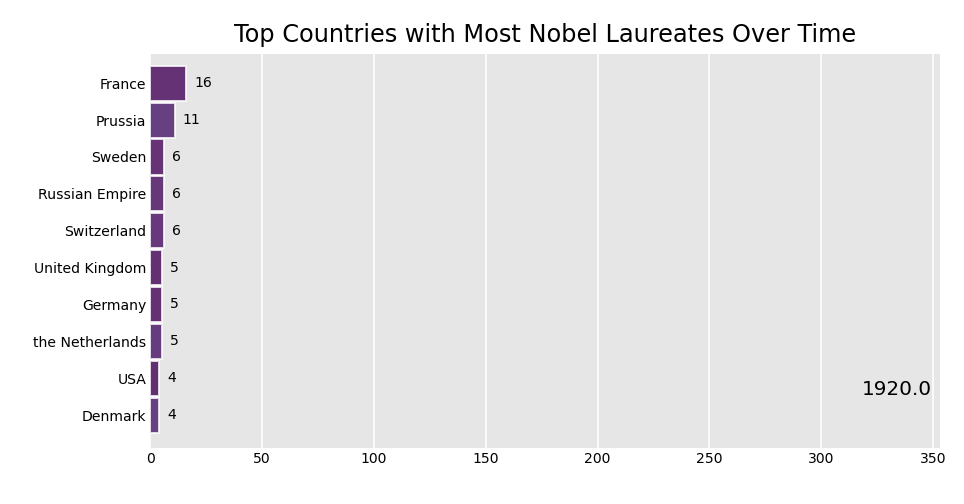 Top Countries with Most Nobel Laureates Over Time
France 16
Prussia 11
Sweden 6
Russian Empire 6
Switzerland 6
United Kingdom 5
Germany 5
the Netherlands 5
USA 4
1920.0
Denmark 4
0 50 100 150 200 250 300 350